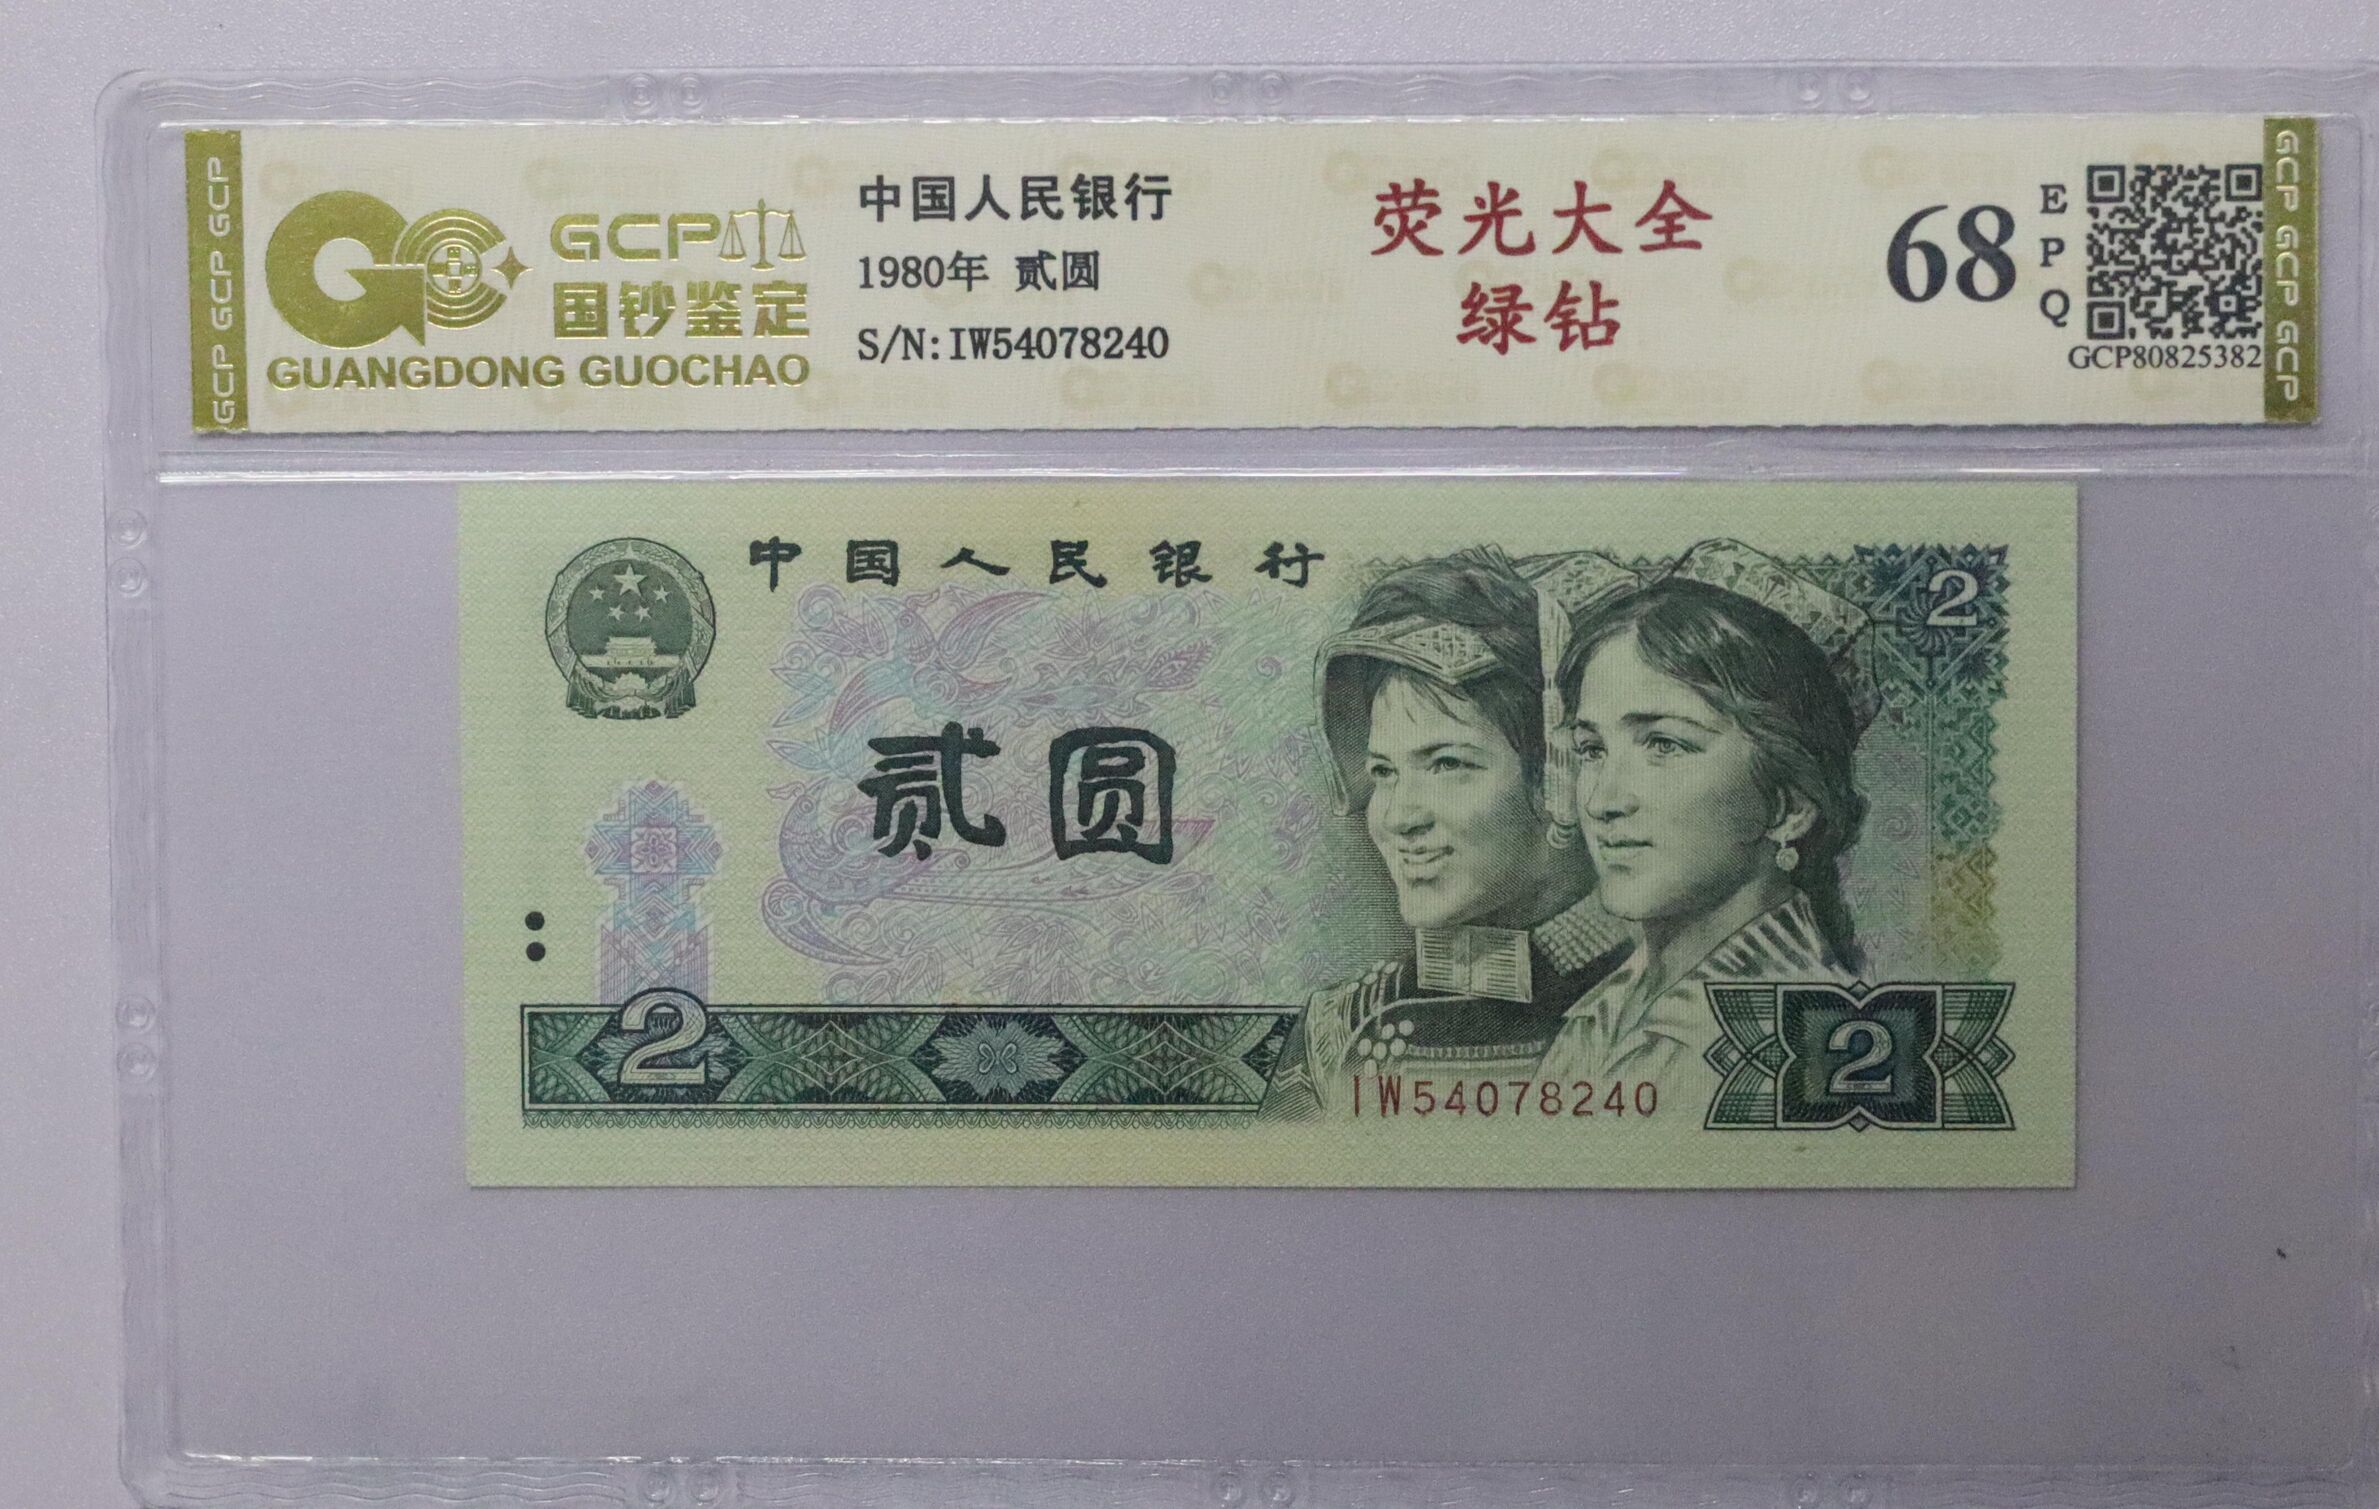 GCP GCP GCP
GCP
国钞鉴定
GUANGDONG GUOCHAO
中国人民银行
1980年 贰圆
S/N:IW54078240
荧光大全
绿钻
68
EPQ
GCP80825382
GCP GCP GCP
中国人民银行
2
贰圆
2
IW54078240
2